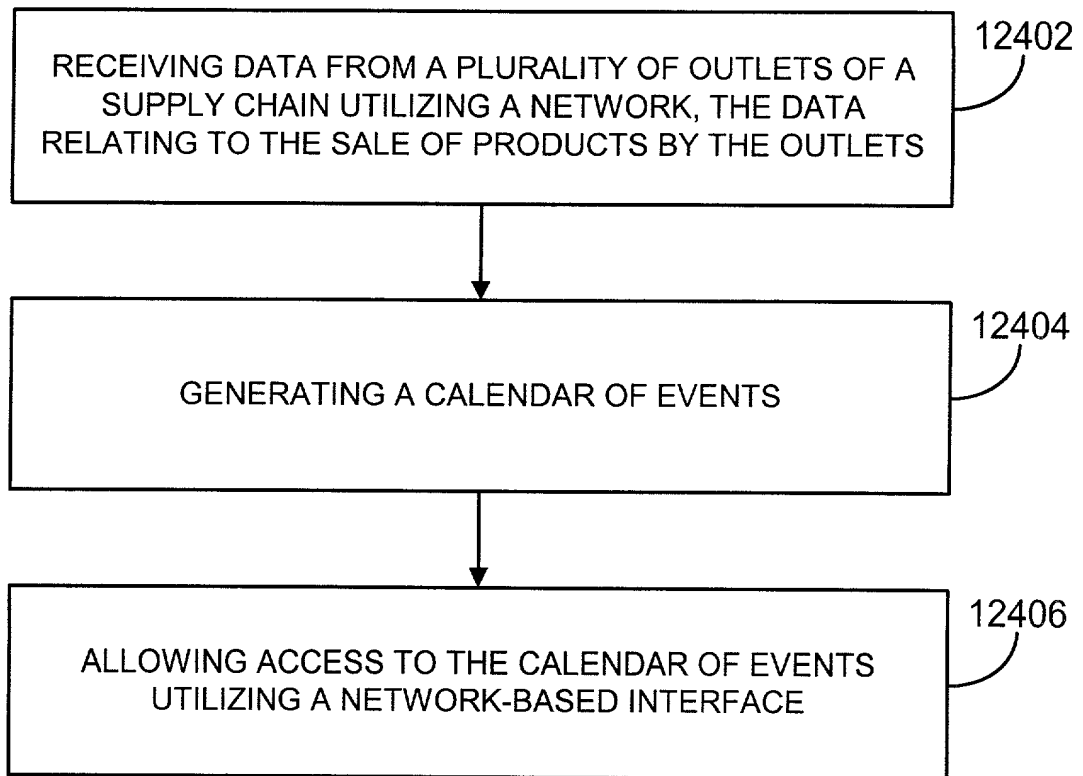 12402
RECEIVING DATA FROM A PLURALITY OF OUTLETS OF A
SUPPLY CHAIN UTILIZING A NETWORK, THE DATA
RELATING TO THE SALE OF PRODUCTS BY THE OUTLETS
12404
GENERATING A CALENDAR OF EVENTS
12406
ALLOWING ACCESS TO THE CALENDAR OF EVENTS
UTILIZING A NETWORK-BASED INTERFACE